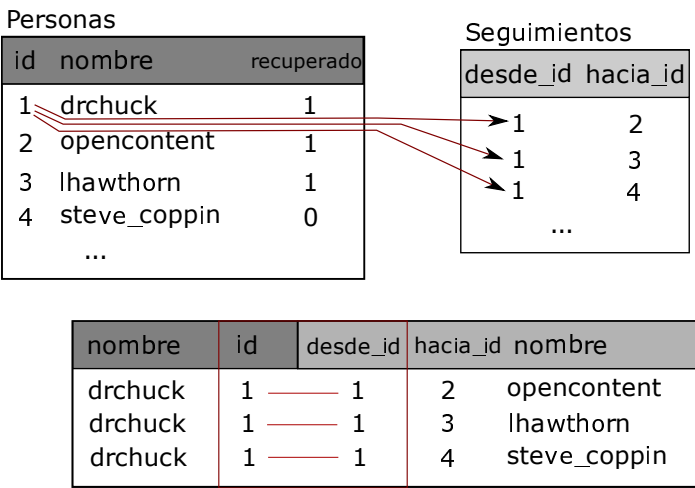 Personas
id nombre recuperado
1 drchuck 1
2 opencontent 1
3 lhawthorn 1
4 steve_coppin 0
...
Seguimientos
desde_id hacia_id
1 2
1 3
1 4
...
nombre id desde_id hacia_id nombre
drchuck 1 1 2 opencontent
drchuck 1 1 3 lhawthorn
drchuck 1 1 4 steve_coppin